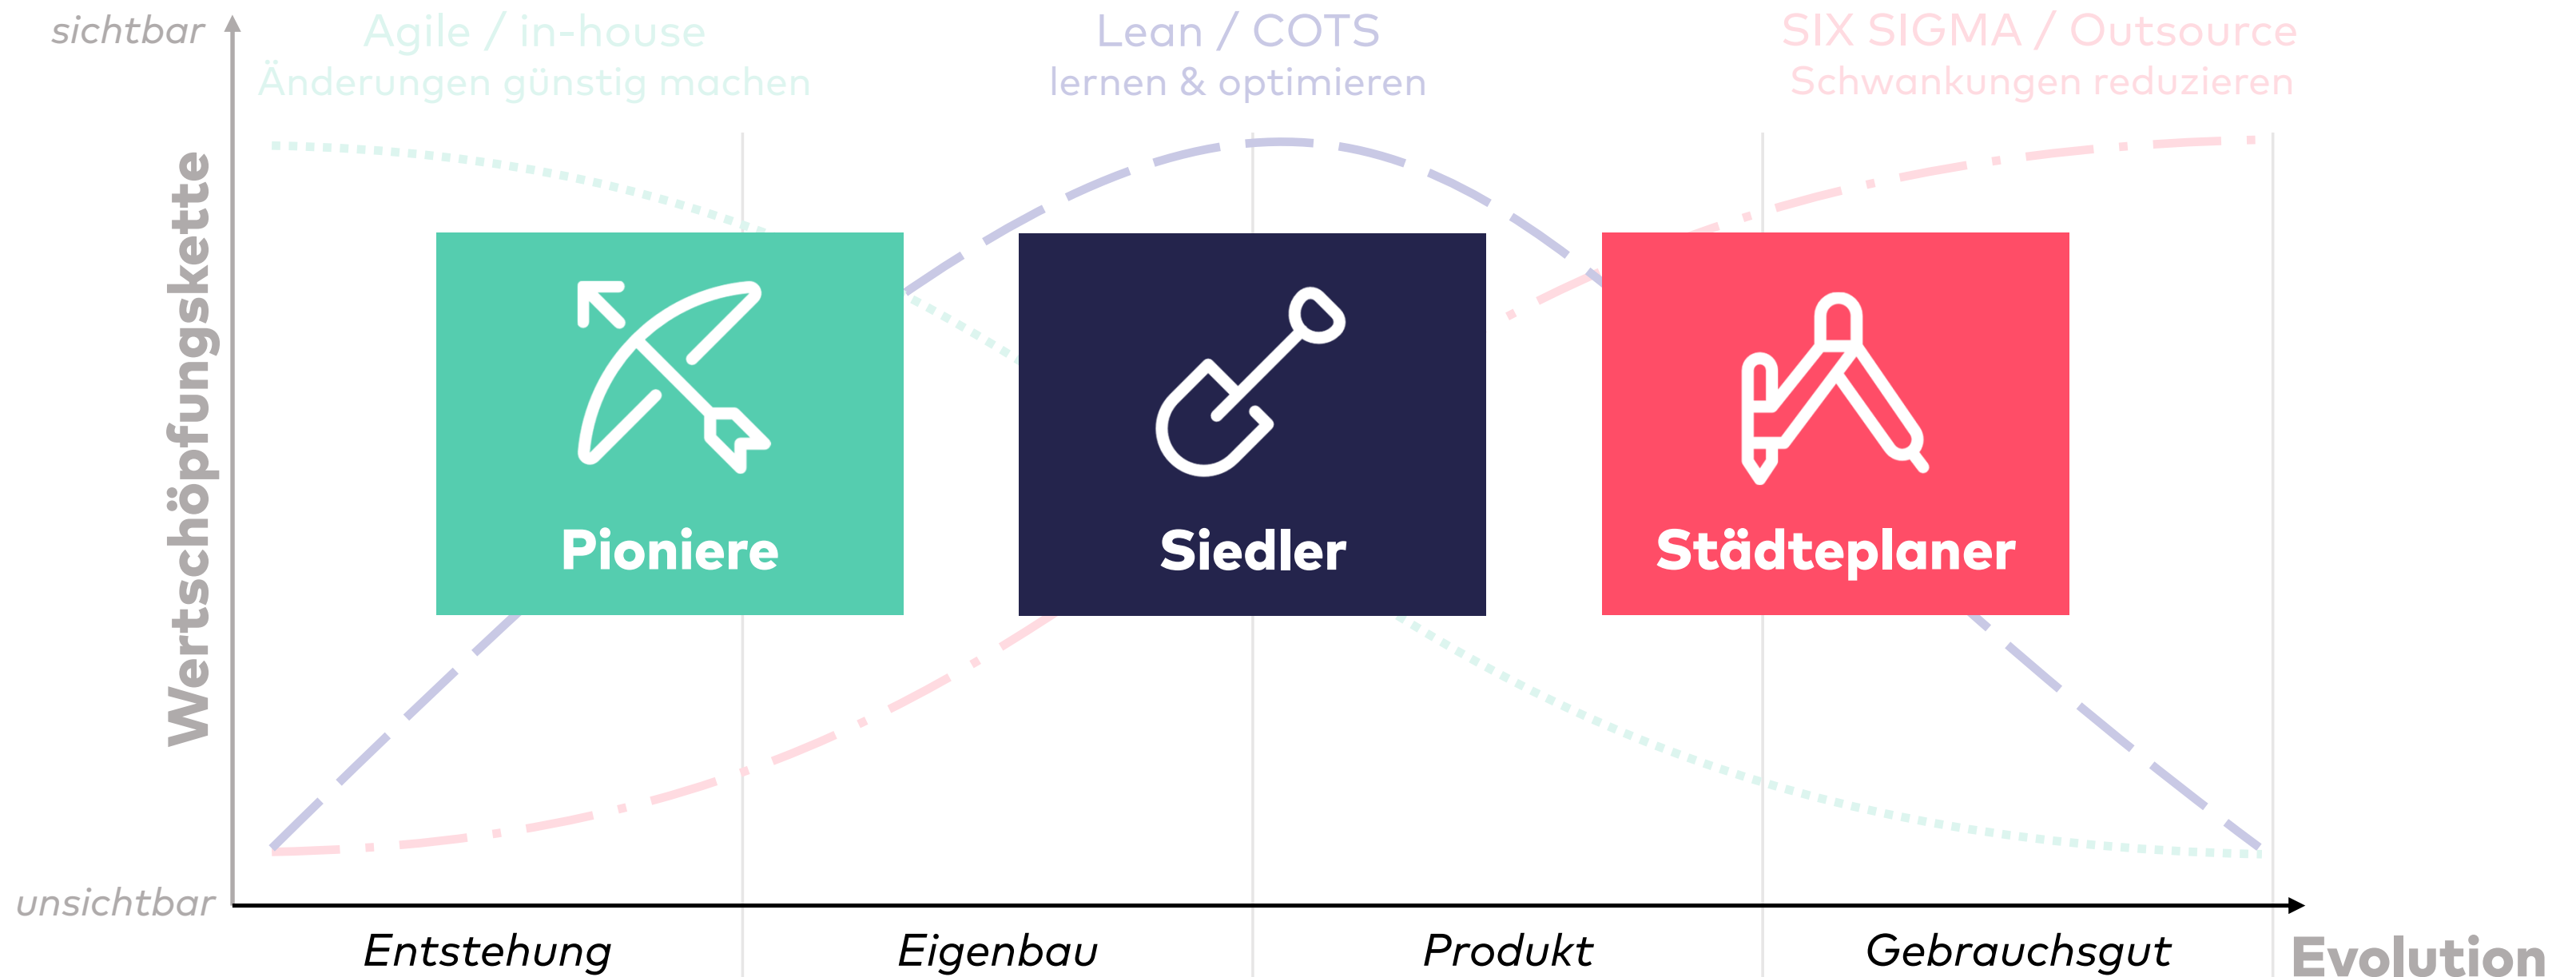 sichtbar
Agile / in-house
Änderungen günstig machen
Lean / COTS
lernen & optimieren
SIX SIGMA / Outsource
Schwankungen reduzieren
Wertschöpfungskette
Pioniere
Siedler
Städteplaner
unsichtbar
Entstehung
Eigenbau
Produkt
Gebrauchsgut
Evolution